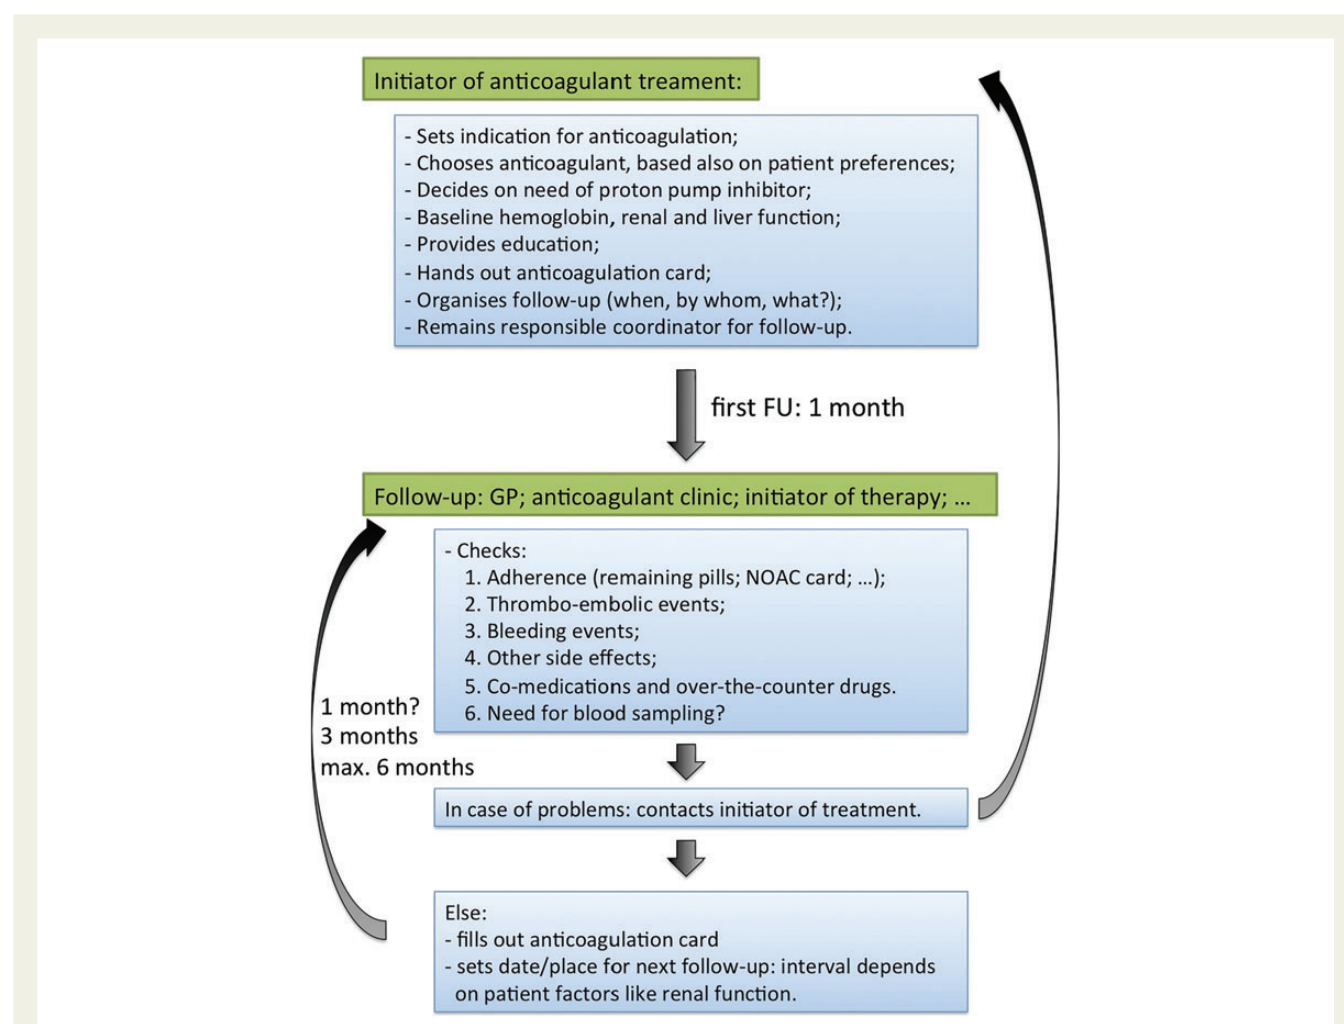 Initiator of anticoagulant treament:
- Sets indication for anticoagulation;
- Chooses anticoagulant, based also on patient preferences;
- Decides on need of proton pump inhibitor;
- Baseline hemoglobin, renal and liver function;
- Provides education;
- Hands out anticoagulation card;
- Organises follow-up (when, by whom, what?);
- Remains responsible coordinator for follow-up.
first FU: 1 month
Follow-up: GP; anticoagulant clinic; initiator of therapy; ...
- Checks:
1. Adherence (remaining pills; NOAC card; ...);
2. Thrombo-embolic events;
3. Bleeding events;
4. Other side effects;
5. Co-medications and over-the-counter drugs.
6. Need for blood sampling?
1 month?
3 months
max. 6 months
In case of problems: contacts initiator of treatment.
Else:
- fills out anticoagulation card
- sets date/place for next follow-up: interval depends
on patient factors like renal function.